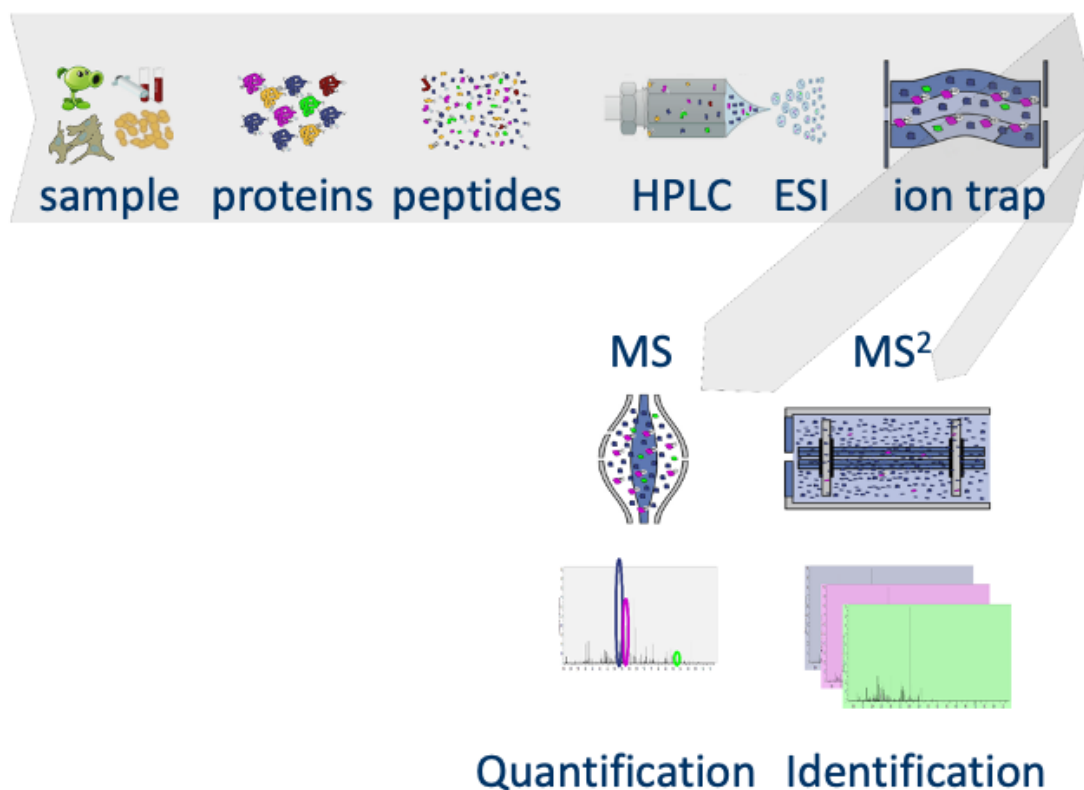 sample proteins peptides HPLC ESI ion trap
MS MS²
Quantification Identification